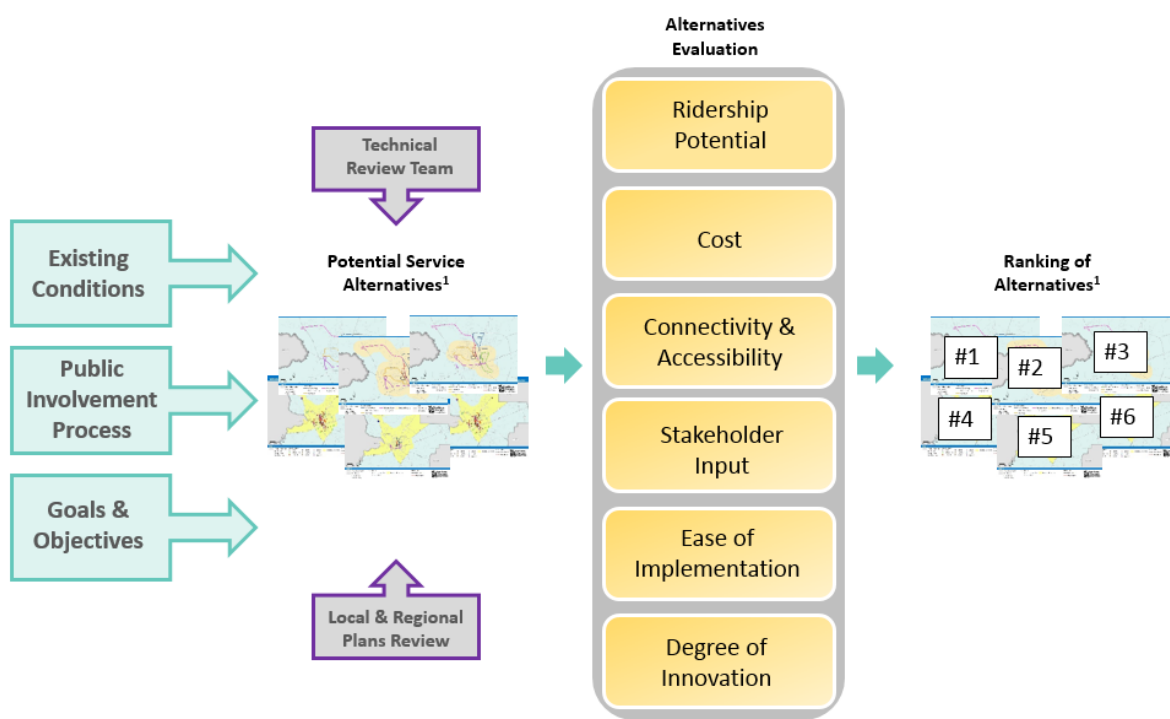 Alternatives
Evaluation
Technical
Review Team
Existing
Conditions
Public
Involvement
Process
Goals &
Objectives
Potential Service
Alternatives¹
Local & Regional
Plans Review
Ridership
Potential
Cost
Connectivity &
Accessibility
Stakeholder
Input
Ease of
Implementation
Degree of
Innovation
Ranking of
Alternatives¹
#1
#2
#3
#4
#5
#6